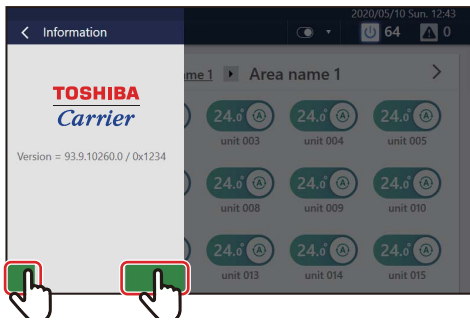 2020/05/10 Sun. 12:43
Information
64
0
me 1
Area name 1
TOSHIBA
Carrier
Version = 93.9.10260.0 / 0x1234
24.0° A
24.0° A
24.0° A
unit 003
unit 004
unit 005
24.0° A
24.0° A
24.0° A
unit 008
unit 009
unit 010
24.0° A
24.0° A
24.0° A
unit 013
unit 014
unit 015